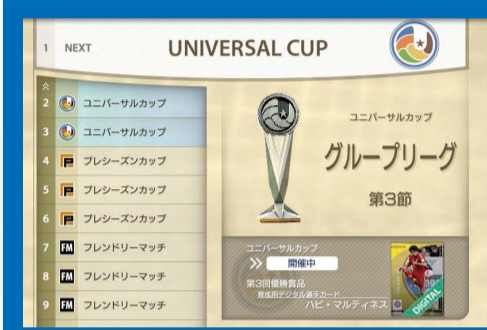 1 NEXT UNIVERSAL CUP
2 ユニバーサルカップ
3 ユニバーサルカップ
4 プレシーズンカップ
5 プレシーズンカップ
6 プレシーズンカップ
7 FM フレンドリーマッチ
8 FM フレンドリーマッチ
9 FM フレンドリーマッチ
ユニバーサルカップ
グループリーグ
第3節
ユニバーサルカップ
開催中
第3回優勝賞品
育成用デジタル選手カード
ハビ・マルティネス
DIGITAL